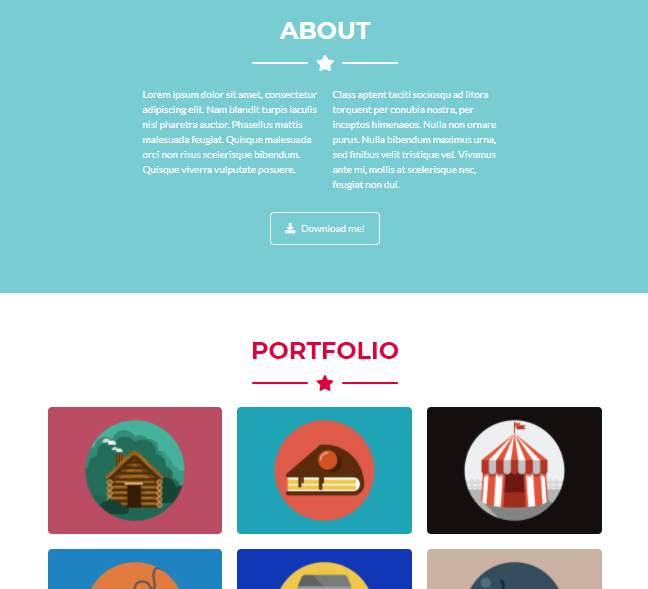 ABOUT
Lorem ipsum dolor sit amet, consectetur
adipiscing elit. Nam blandit turpis iaculis
nisl pharetra auctor. Phasellus mattis
malesuada feugiat. Quisque malesuada
orci non risus scelerisque bibendum.
Quisque viverra vulputate posuere.
Class aptent taciti sociosqu ad litora
torquent per conubia nostra, per
inceptos himenaeos. Nulla non ornare
purus. Nulla bibendum maximus urna,
sed finibus velit tristique vel. Vivamus
ante mi, mollis at scelerisque nec,
feugiat non dui.
Download me!
PORTFOLIO